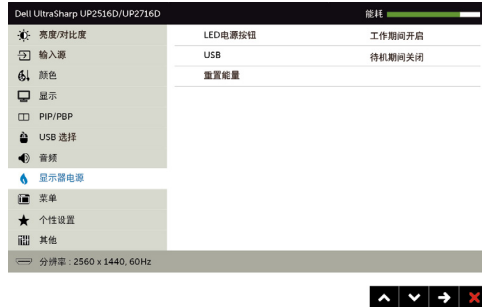 Dell UltraSharp UP2516D/UP2716D 能耗
亮度/对比度 LED电源按钮 工作期间开启
输入源 USB 待机期间关闭
颜色 重置能量
显示
PIP/PBP
USB 选择
音频
显示器电源
菜单
个性设置
其他
分辨率 : 2560 x 1440, 60Hz